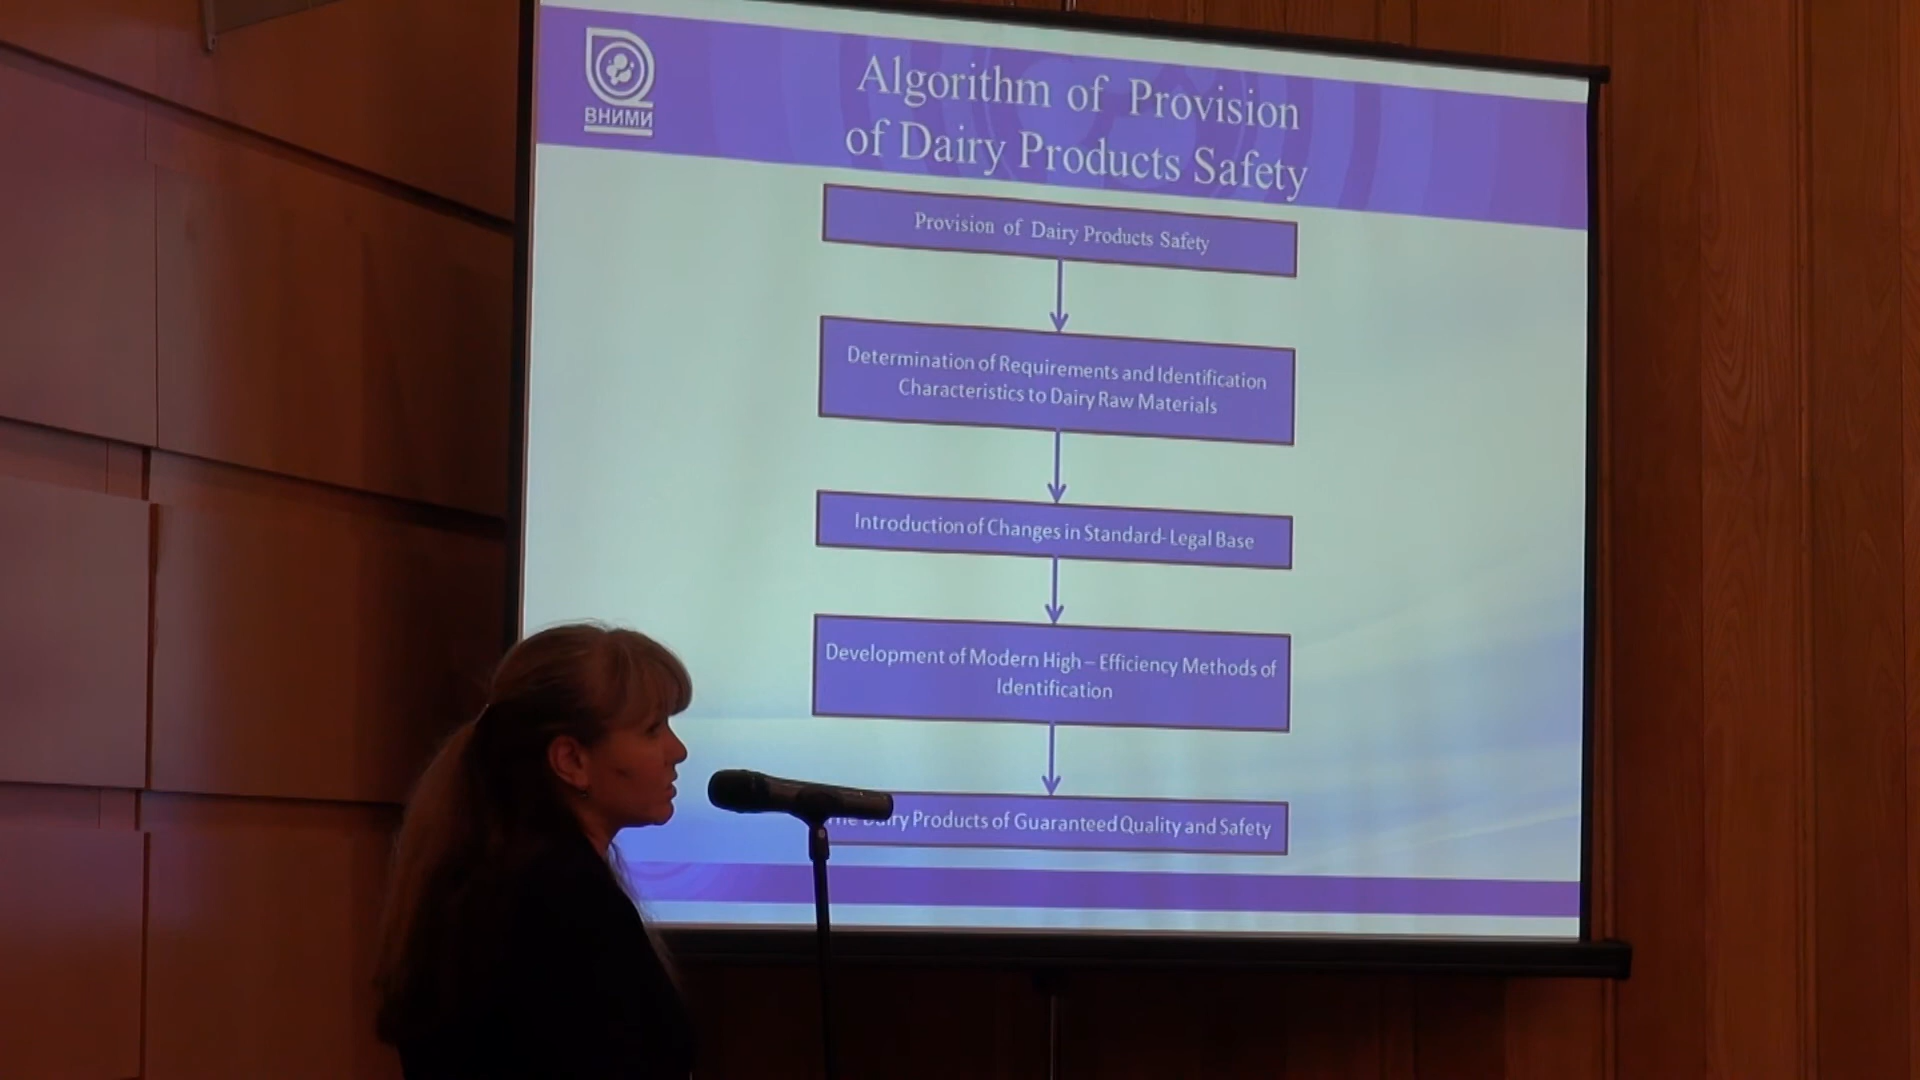 ВНИМИ
Algorithm of Provision
of Dairy Products Safety
Provision of Dairy Products Safety
Determination of Requirements and Identification
Characteristics to Dairy Raw Materials
Introduction of Changes in Standard- Legal Base
Development of Modern High – Efficiency Methods of
Identification
The Dairy Products of Guaranteed Quality and Safety